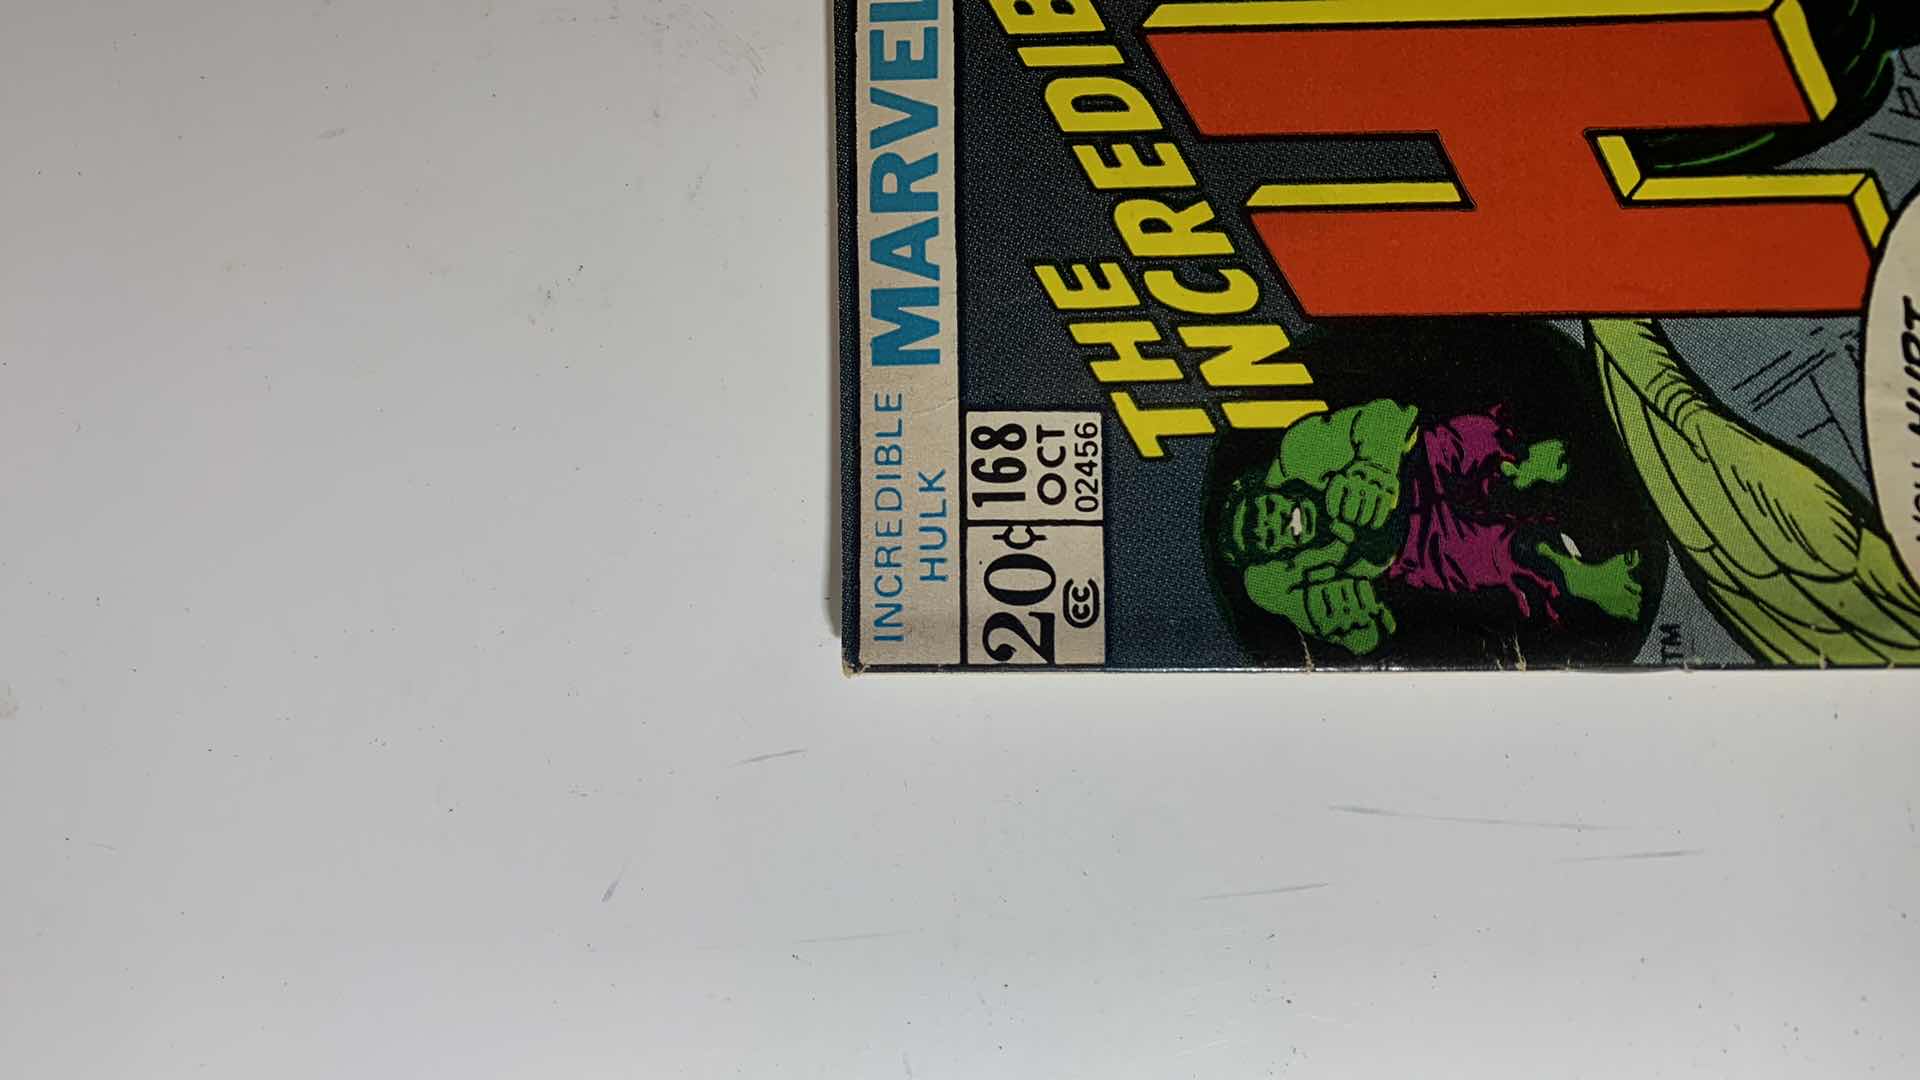 INCREDIBLE
HULK
MARVEL
20¢
168
OCT
02456
CC
THE
INCREDIB
H
TM